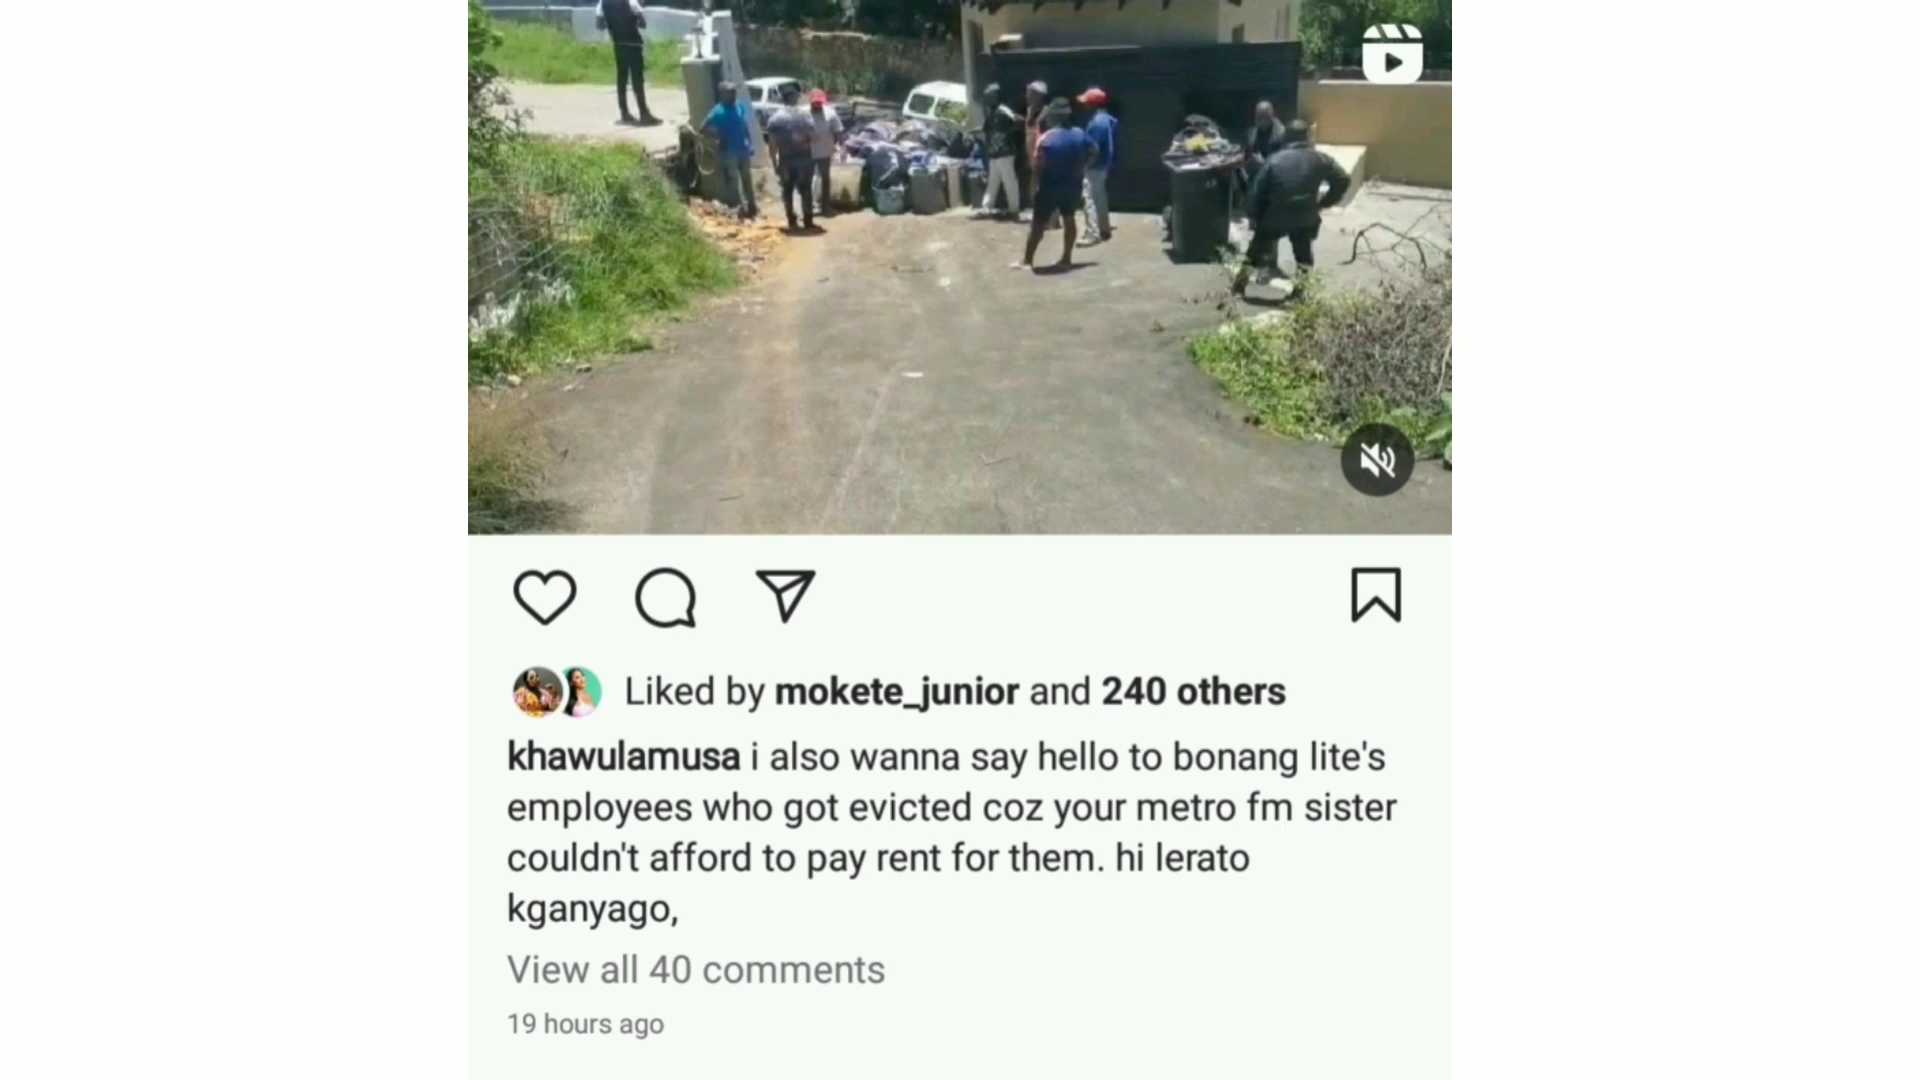 Liked by mokete_junior and 240 others
khawulamusa i also wanna say hello to bonang lite's
employees who got evicted coz your metro fm sister
couldn't afford to pay rent for them. hi lerato
kganyago,
View all 40 comments
19 hours ago